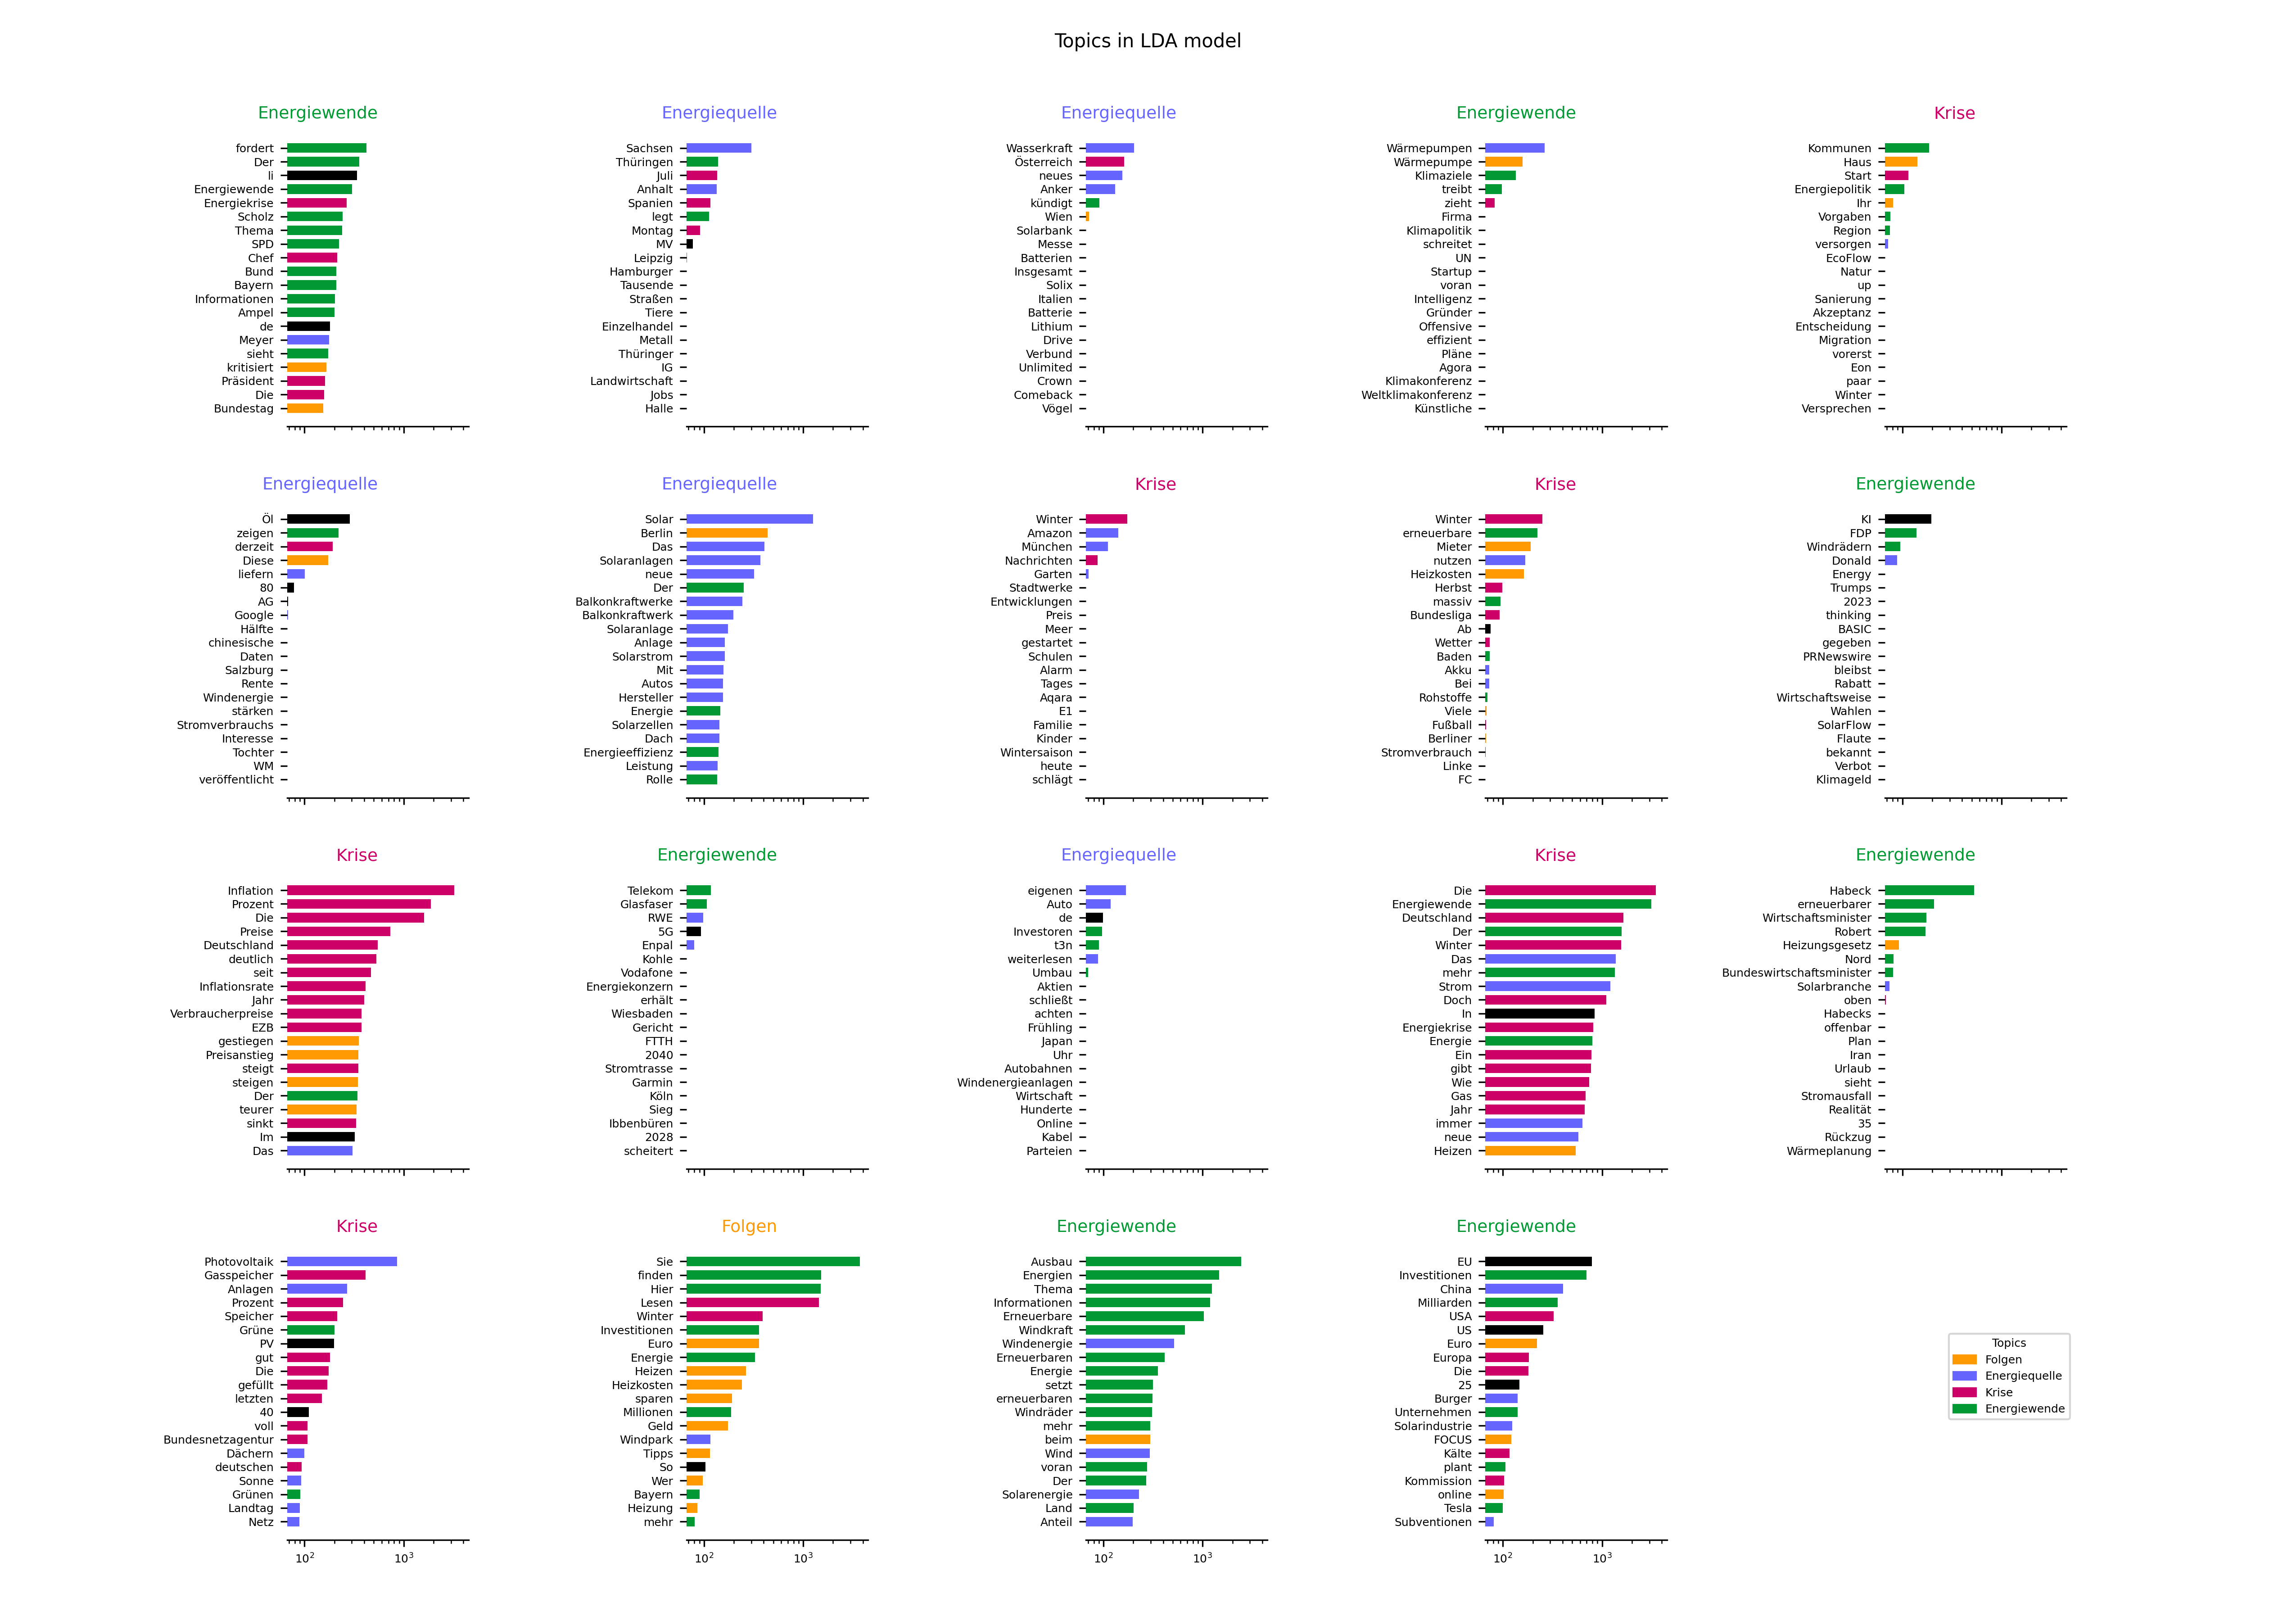 Topics in LDA model
Energiewende
fordert
Der
li
Energiewende
Energiekrise
Scholz
Thema
SPD
Chef
Bund
Bayern
Informationen
Ampel
de
Meyer
sieht
kritisiert
Präsident
Die
Bundestag
Energiequelle
Sachsen
Thüringen
Juli
Anhalt
Spanien
legt
Montag
MV
Leipzig
Hamburger
Tausende
Straßen
Tiere
Einzelhandel
Metall
Thüringer
IG
Landwirtschaft
Jobs
Halle
Energiequelle
Wasserkraft
Österreich
neues
Anker
kündigt
Wien
Solarbank
Messe
Batterien
Insgesamt
Solix
Italien
Batterie
Lithium
Drive
Verbund
Unlimited
Crown
Comeback
Vögel
Energiewende
Wärmepumpen
Wärmepumpe
Klimaziele
treibt
zieht
Firma
Klimapolitik
schreitet
UN
Startup
voran
Intelligenz
Gründer
Offensive
effizient
Pläne
Agora
Klimakonferenz
Weltklimakonferenz
Künstliche
Krise
Kommunen
Haus
Start
Energiepolitik
Ihr
Vorgaben
Region
versorgen
EcoFlow
Natur
up
Sanierung
Akzeptanz
Entscheidung
Migration
vorerst
Eon
paar
Winter
Versprechen
Energiequelle
Öl
zeigen
derzeit
Diese
liefern
80
AG
Google
Hälfte
chinesische
Daten
Salzburg
Rente
Windenergie
stärken
Stromverbrauchs
Interesse
Tochter
WM
veröffentlicht
Energiequelle
Solar
Berlin
Das
Solaranlagen
neue
Der
Balkonkraftwerke
Balkonkraftwerk
Solaranlage
Anlage
Solarstrom
Mit
Autos
Hersteller
Energie
Solarzellen
Dach
Energieeffizienz
Leistung
Rolle
Krise
Winter
Amazon
München
Nachrichten
Garten
Stadtwerke
Entwicklungen
Preis
Meer
gestartet
Schulen
Alarm
Tages
Aqara
E1
Familie
Kinder
Wintersaison
heute
schlägt
Krise
Winter
erneuerbare
Mieter
nutzen
Heizkosten
Herbst
massiv
Bundesliga
Ab
Wetter
Baden
Akku
Bei
Rohstoffe
Viele
Fußball
Berliner
Stromverbrauch
Linke
FC
Energiewende
KI
FDP
Windrädern
Donald
Energy
Trumps
2023
thinking
BASIC
gegeben
PRNewswire
bleibst
Rabatt
Wirtschaftsweise
Wahlen
SolarFlow
Flaute
bekannt
Verbot
Klimageld
Krise
Inflation
Prozent
Die
Preise
Deutschland
deutlich
seit
Inflationsrate
Jahr
Verbraucherpreise
EZB
gestiegen
Preisanstieg
steigt
steigen
Der
teurer
sinkt
Im
Das
Energiewende
Telekom
Glasfaser
RWE
5G
Enpal
Kohle
Vodafone
Energiekonzern
erhält
Wiesbaden
Gericht
FTTH
2040
Stromtrasse
Garmin
Köln
Sieg
Ibbenbüren
2028
scheitert
Energiequelle
eigenen
Auto
de
Investoren
t3n
weiterlesen
Umbau
Aktien
schließt
achten
Frühling
Japan
Uhr
Autobahnen
Windenergieanlagen
Wirtschaft
Hunderte
Online
Kabel
Parteien
Krise
Die
Energiewende
Deutschland
Der
Winter
Das
mehr
Strom
Doch
In
Energiekrise
Energie
Ein
gibt
Wie
Gas
Jahr
immer
neue
Heizen
Energiewende
Habeck
erneuerbarer
Wirtschaftsminister
Robert
Heizungsgesetz
Nord
Bundeswirtschaftsminister
Solarbranche
oben
Habecks
offenbar
Plan
Iran
Urlaub
sieht
Stromausfall
Realität
35
Rückzug
Wärmeplanung
Krise
Photovoltaik
Gasspeicher
Anlagen
Prozent
Speicher
Grüne
PV
gut
Die
gefüllt
letzten
40
voll
Bundesnetzagentur
Dächern
deutschen
Sonne
Grünen
Landtag
Netz
10² 10³
Folgen
Sie
finden
Hier
Lesen
Winter
Investitionen
Euro
Energie
Heizen
Heizkosten
sparen
Millionen
Geld
Windpark
Tipps
So
Wer
Bayern
Heizung
mehr
10² 10³
Energiewende
Ausbau
Energien
Thema
Informationen
Erneuerbare
Windkraft
Windenergie
Erneuerbaren
Energie
setzt
erneuerbaren
Windräder
mehr
beim
Wind
voran
Der
Solarenergie
Land
Anteil
10² 10³
Energiewende
EU
Investitionen
China
Milliarden
USA
US
Euro
Europa
Die
25
Burger
Unternehmen
Solarindustrie
FOCUS
Kälte
plant
Kommission
online
Tesla
Subventionen
10² 10³
Topics
Folgen
Energiequelle
Krise
Energiewende